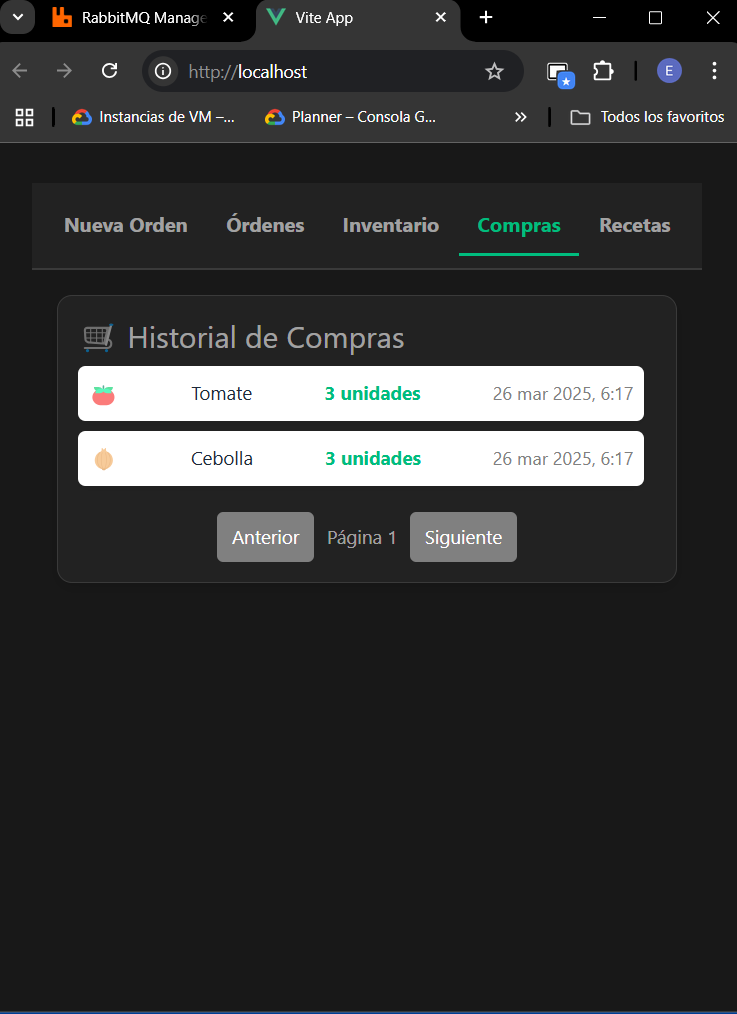 RabbitMQ Manage
Vite App
http://localhost
E
Instancias de VM –...
Planner – Consola G...
Todos los favoritos
Nueva Orden
Órdenes
Inventario
Compras
Recetas
Historial de Compras
Tomate 3 unidades 26 mar 2025, 6:17
Cebolla 3 unidades 26 mar 2025, 6:17
Anterior Página 1 Siguiente